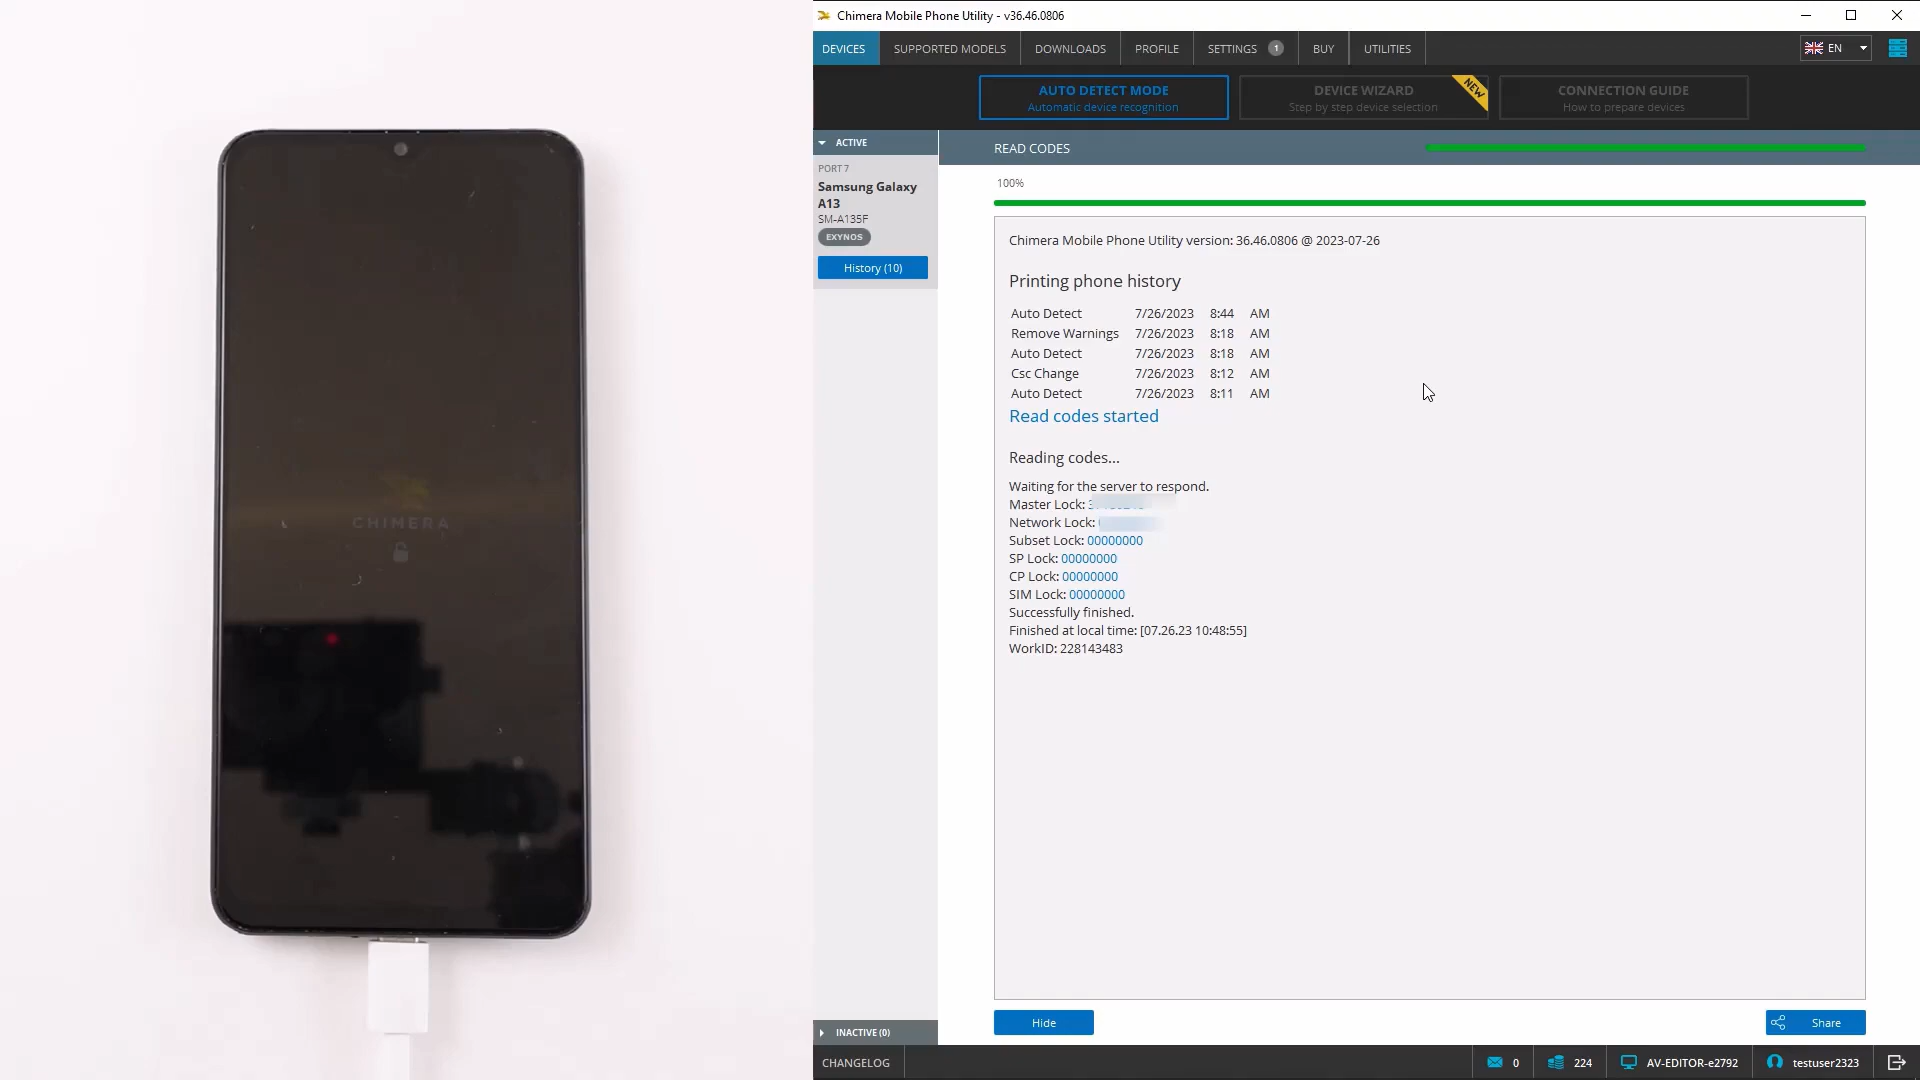 Chimera Mobile Phone Utility - v36.46.0806
DEVICES SUPPORTED MODELS DOWNLOADS PROFILE SETTINGS 1 BUY UTILITIES EN
AUTO DETECT MODE
Automatic device recognition
DEVICE WIZARD
Step by step device selection
NEW
CONNECTION GUIDE
How to prepare devices
ACTIVE
PORT 7
Samsung Galaxy
A13
SM-A135F
EXYNOS
History (10)
READ CODES
100%
Chimera Mobile Phone Utility version: 36.46.0806 @ 2023-07-26
Printing phone history
Auto Detect 7/26/2023 8:44 AM
Remove Warnings 7/26/2023 8:18 AM
Auto Detect 7/26/2023 8:18 AM
Csc Change 7/26/2023 8:12 AM
Auto Detect 7/26/2023 8:11 AM
Read codes started
Reading codes...
Waiting for the server to respond.
Master Lock:
Network Lock:
Subset Lock: 00000000
SP Lock: 00000000
CP Lock: 00000000
SIM Lock: 00000000
Successfully finished.
Finished at local time: [07.26.23 10:48:55]
WorkID: 228143483
CHIMERA
INACTIVE (0)
Hide
Share
CHANGELOG
0 224 AV-EDITOR-e2792 testuser2323